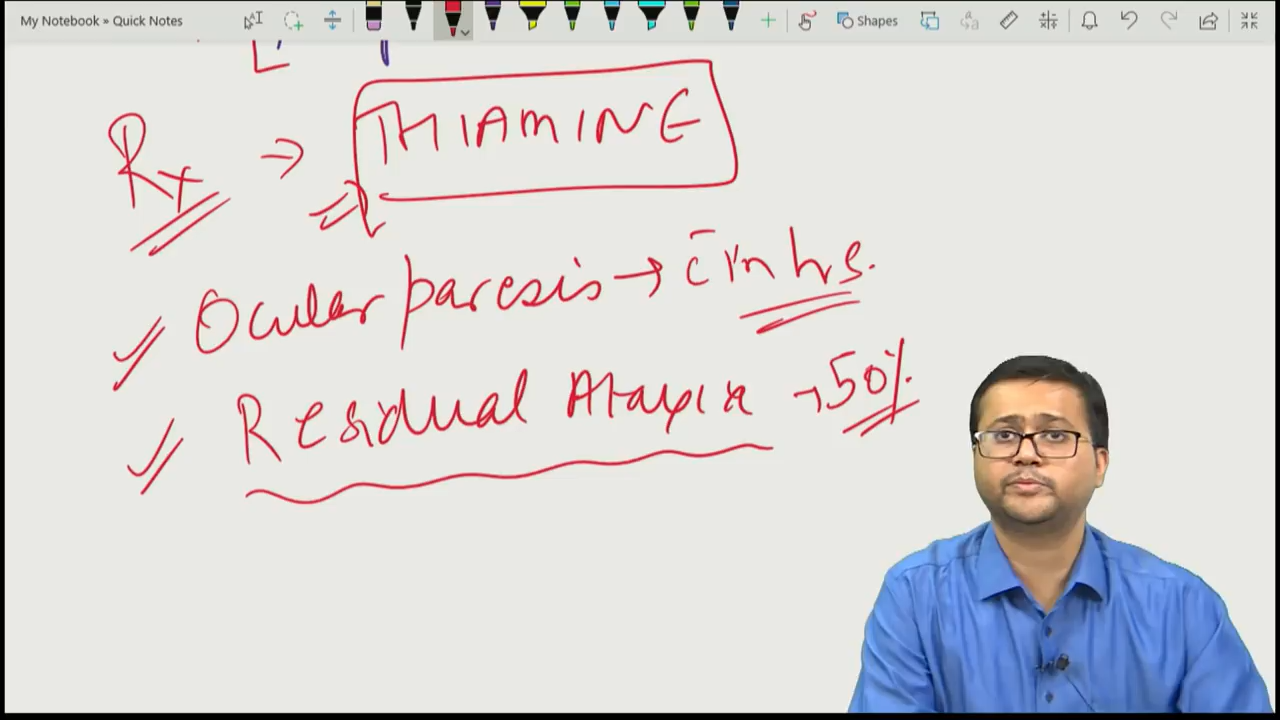 My Notebook » Quick Notes
Shapes
Rx → THIAMINE
Ocular paresis → c̄ in hrs.
Residual Ataxia → 50%